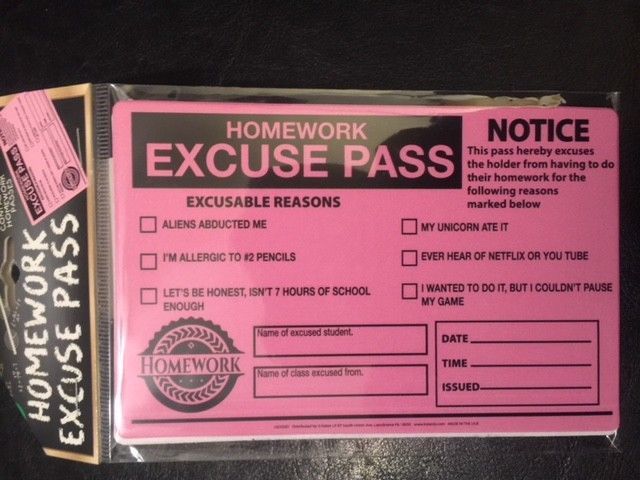 HOMEWORK
EXCUSE PASS
EXCUSE PASS
HOMEWORK
EXCUSE PASS
NOTICE
This pass hereby excuses
the holder from having to do
their homework for the
following reasons
marked below
EXCUSABLE REASONS
ALIENS ABDUCTED ME
I'M ALLERGIC TO #2 PENCILS
LET'S BE HONEST, ISN'T 7 HOURS OF SCHOOL
ENOUGH
MY UNICORN ATE IT
EVER HEAR OF NETFLIX OR YOU TUBE
I WANTED TO DO IT, BUT I COULDN'T PAUSE
MY GAME
HOMEWORK
Name of excused student.
Name of class excused from.
DATE
TIME
ISSUED